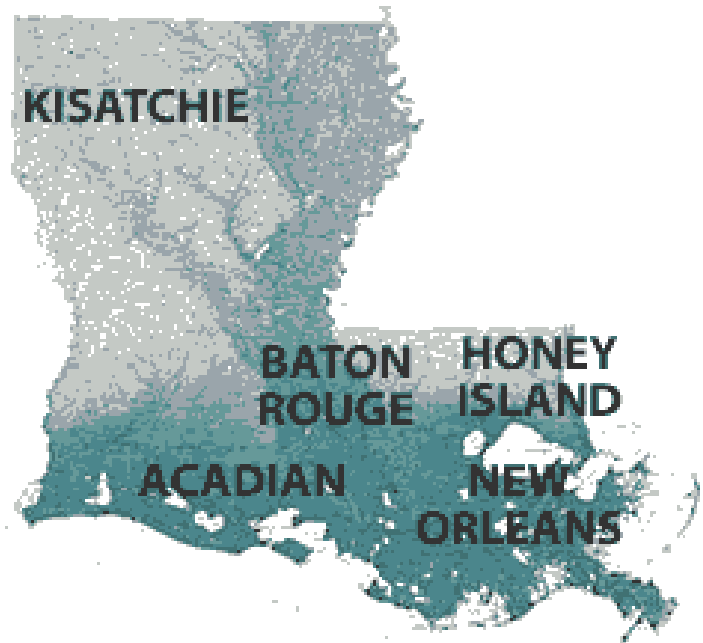 KISATCHIE
BATON
ROUGE
HONEY
ISLAND
ACADIAN
NEW
ORLEANS